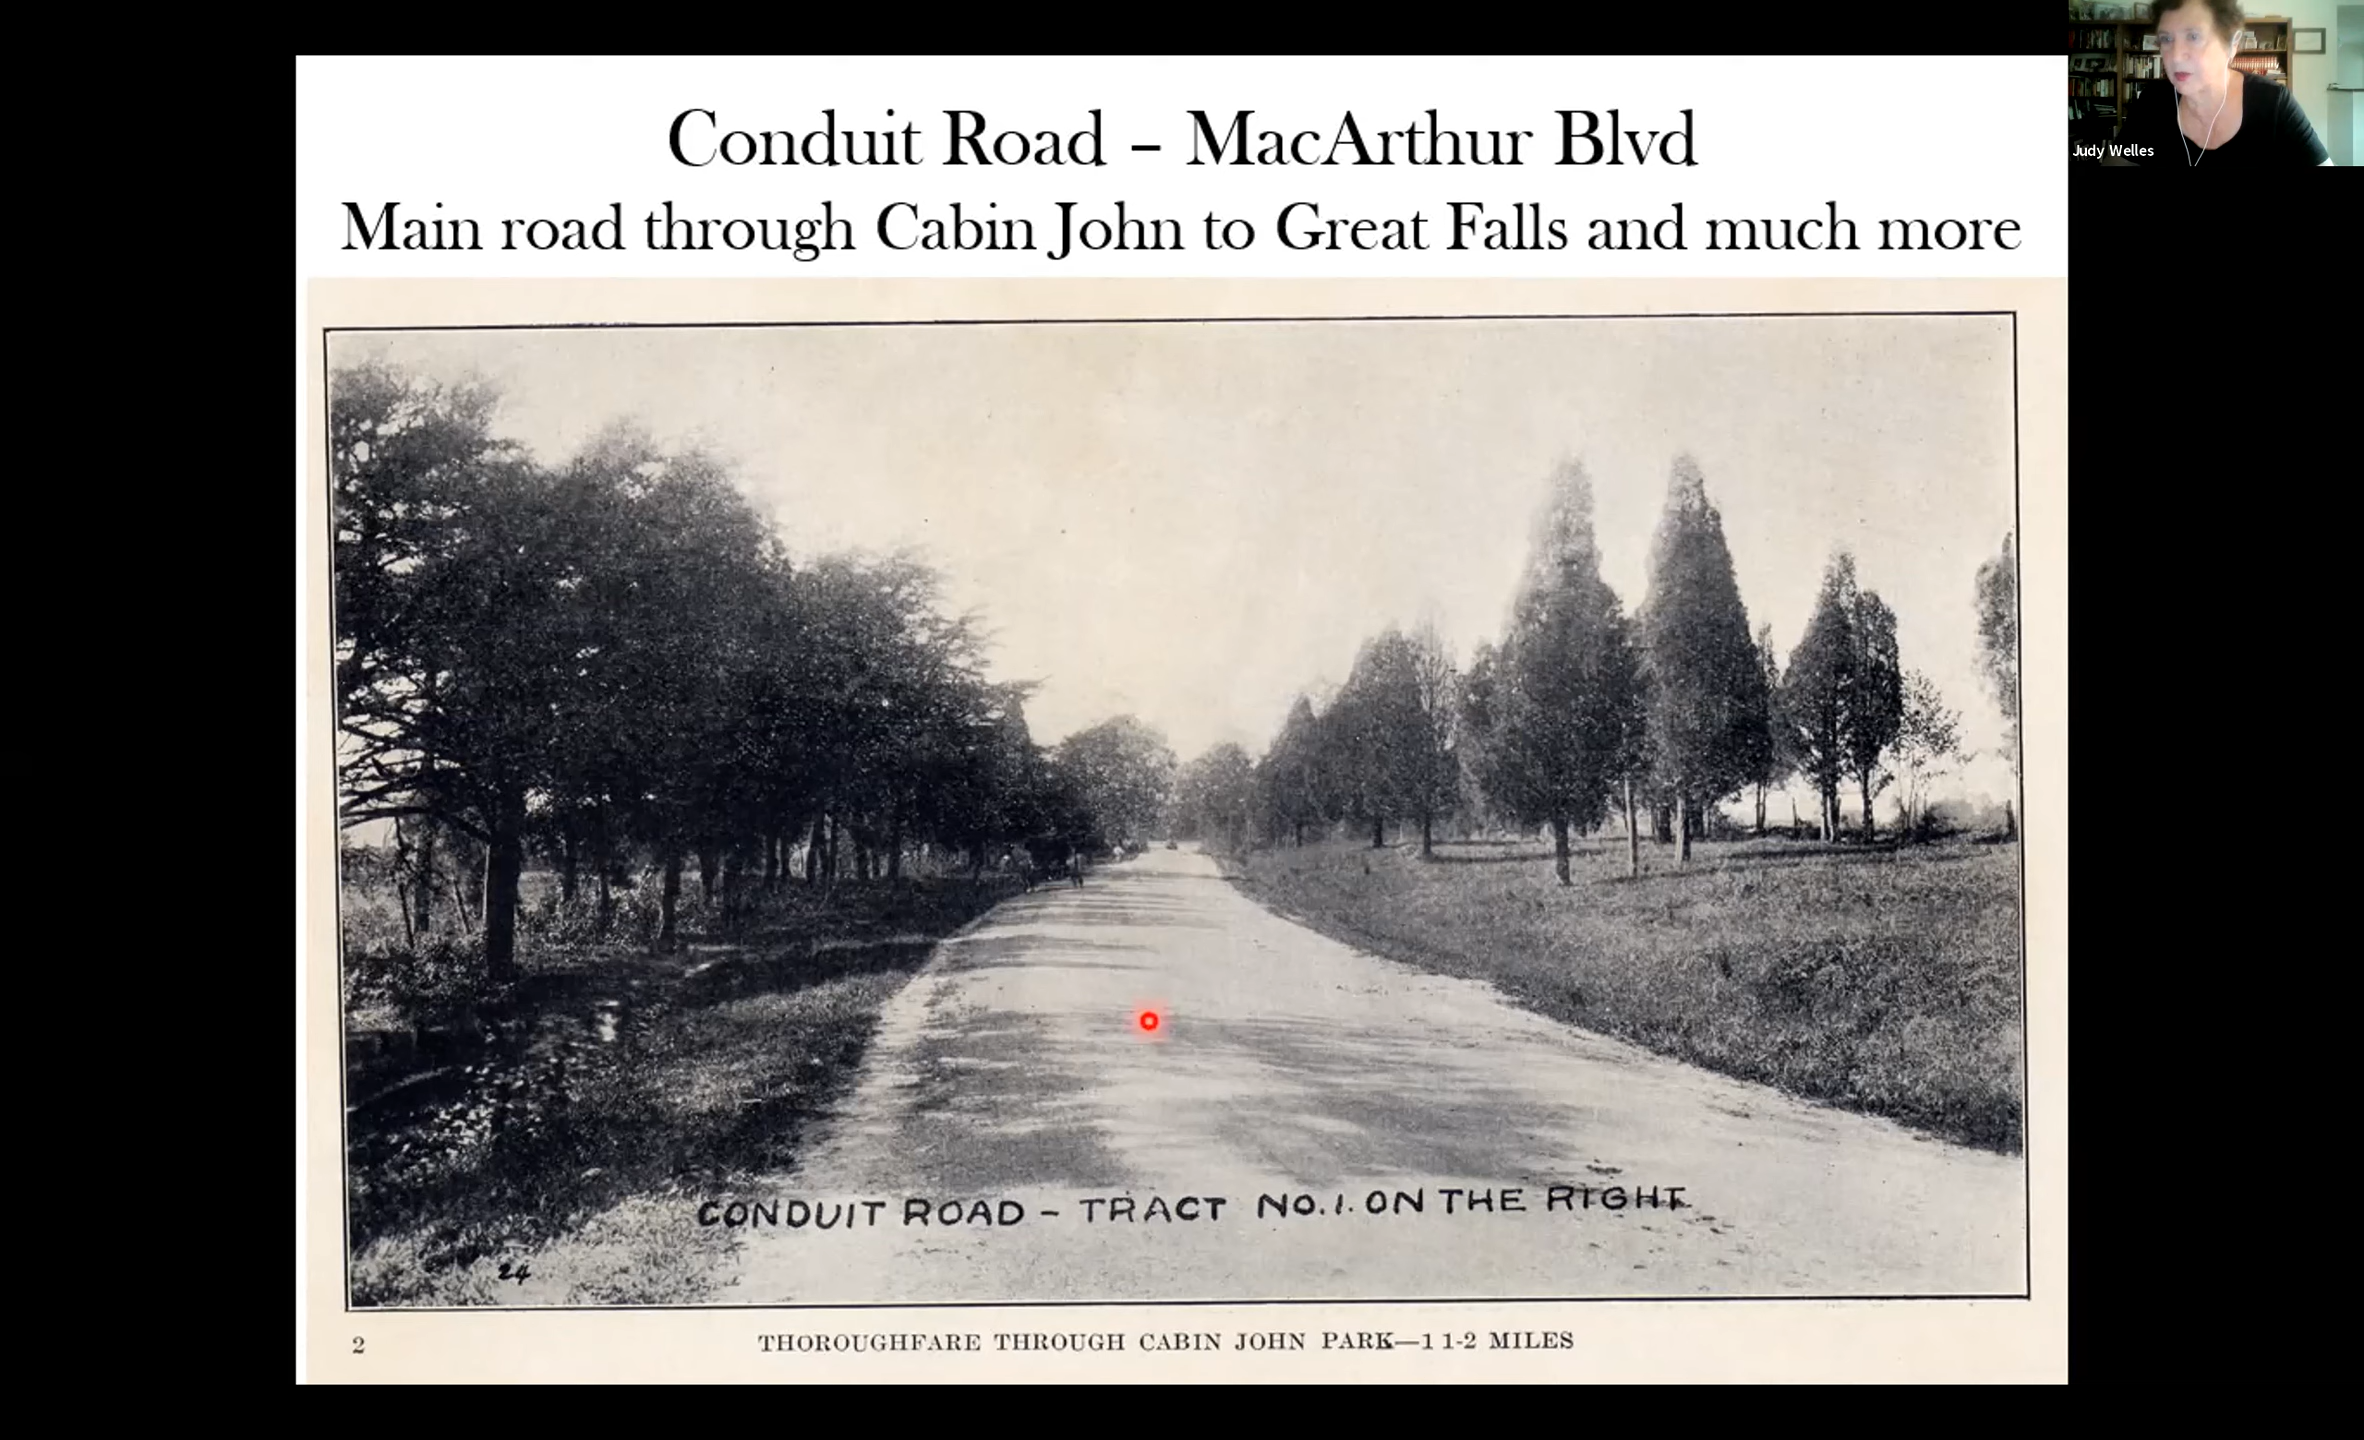 Conduit Road – MacArthur Blvd
Main road through Cabin John to Great Falls and much more
Judy Welles
CONDUIT ROAD – TRACT NO.1. ON THE RIGHT
24
2
THOROUGHFARE THROUGH CABIN JOHN PARK—1 1-2 MILES